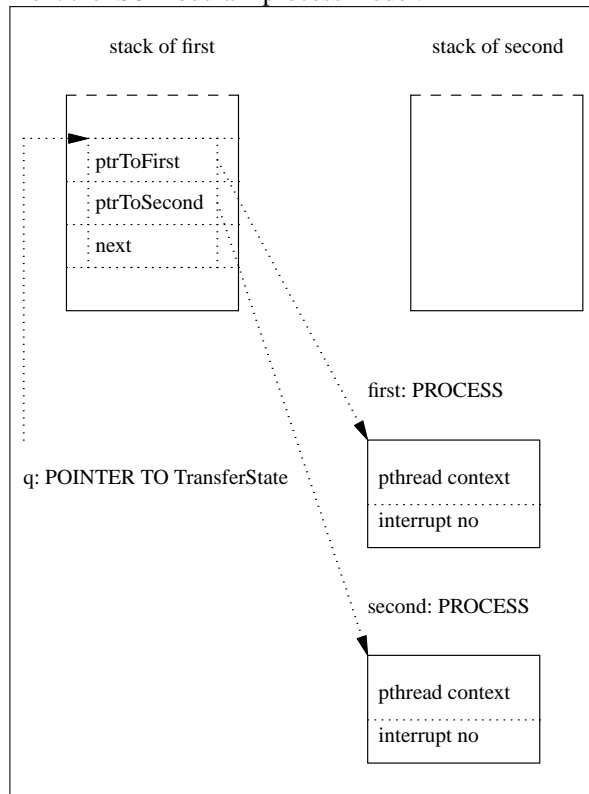 stack of first
stack of second
ptrToFirst
ptrToSecond
next
first: PROCESS
pthread context
q: POINTER TO TransferState
interrupt no
second: PROCESS
pthread context
interrupt no